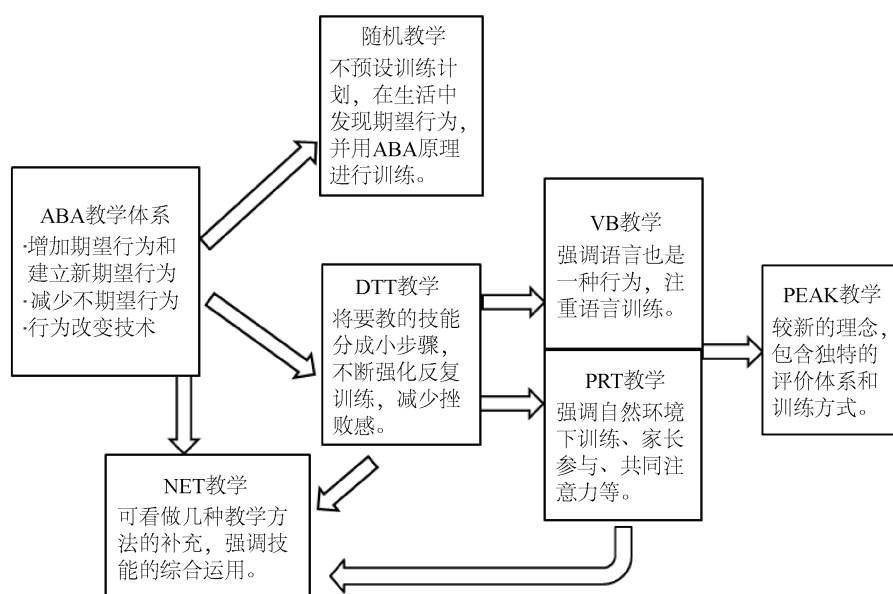 随机教学
不预设训练计
划，在生活中
发现期望行为，
并用ABA原理
进行训练。
ABA教学体系
·增加期望行为和
建立新期望行为
·减少不期望行为
·行为改变技术
DTT教学
将要教的技能
分成小步骤，
不断强化反复
训练，减少挫
败感。
VB教学
强调语言也是
一种行为，注
重语言训练。
PRT教学
强调自然环境
下训练、家长
参与、共同注
意力等。
PEAK教学
较新的理念，
包含独特的
评价体系和
训练方式。
NET教学
可看做几种教学方
法的补充，强调技
能的综合运用。